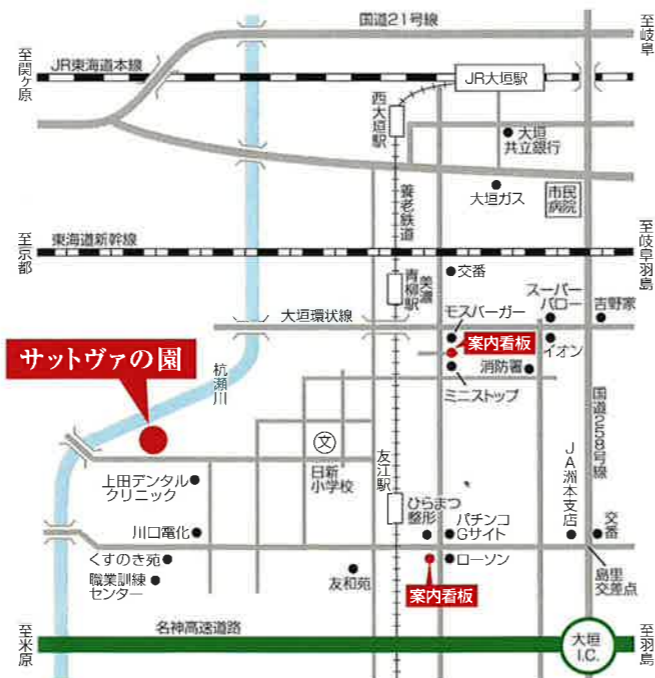 国道21号線
至岐阜
至関ヶ原
JR東海道本線
JR大垣駅
西大垣駅
大垣
共立銀行
養老鉄道
大垣ガス
市民
病院
東海道新幹線
至京都
至岐阜羽島
交番
美濃
青柳駅
スーパー
バロー
吉野家
モスバーガー
大垣環状線
案内看板
イオン
サットヴァの園
消防署
杭瀬川
ミニストップ
国道258号線
文
日新
小学校
友江駅
JA洲本支店
上田デンタル
クリニック
ひらまつ
整形
パチンコ
Gサイト
交番
川口電化
くすのき苑
ローソン
職業訓練
センター
友和苑
案内看板
島里
交差点
名神高速道路
至米原
大垣
I.C.
至羽島